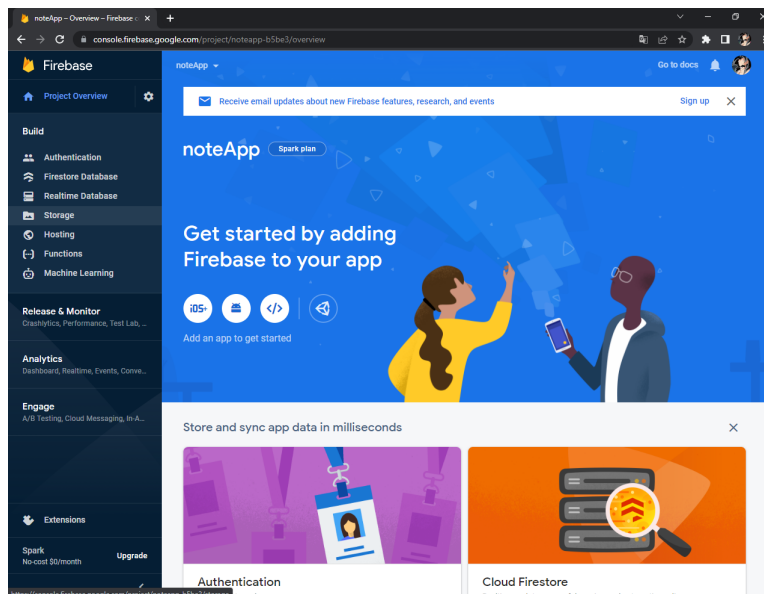 noteApp – Overview – Firebase c
console.firebase.google.com/project/noteapp-b5be3/overview
Firebase
noteApp
Go to docs
Project Overview
Receive email updates about new Firebase features, research, and events
Sign up
Build
noteApp
Spark plan
Authentication
Firestore Database
Realtime Database
Storage
Hosting
Functions
Machine Learning
Get started by adding
Firebase to your app
iOS+
Add an app to get started
Release & Monitor
Crashlytics, Performance, Test Lab, ...
Analytics
Dashboard, Realtime, Events, Conve...
Engage
A/B Testing, Cloud Messaging, In-A...
Store and sync app data in milliseconds
Extensions
Spark
No-cost $0/month
Upgrade
Authentication
Cloud Firestore